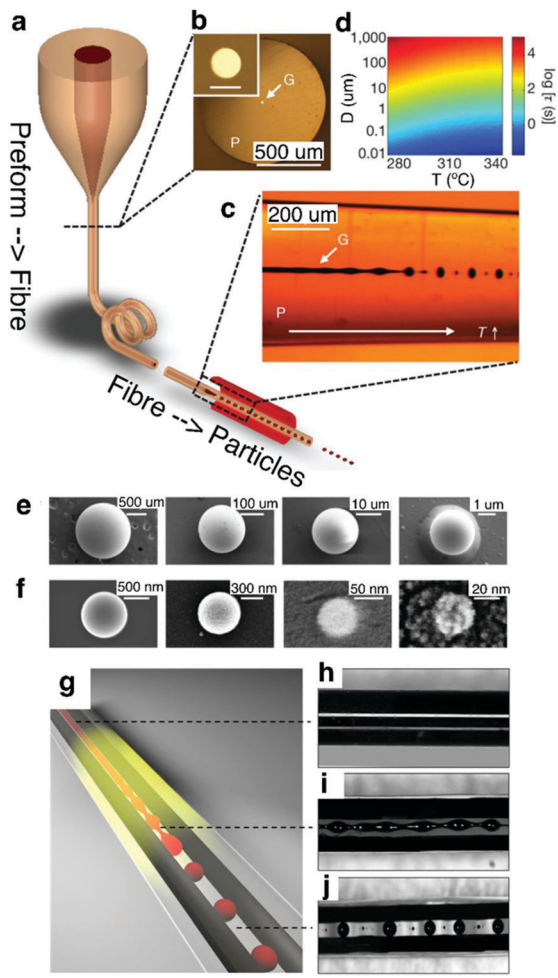 a
b
G
P
500 um
d
1,000
100
10
1
0.1
0.01
D (um)
280
310
340
T (ºC)
4
2
0
log [τ (s)]
c
200 um
G
P
T ↑
Preform --> Fibre
Fibre --> Particles
e
500 um
100 um
10 um
1 um
f
500 nm
300 nm
50 nm
20 nm
g
h
i
j